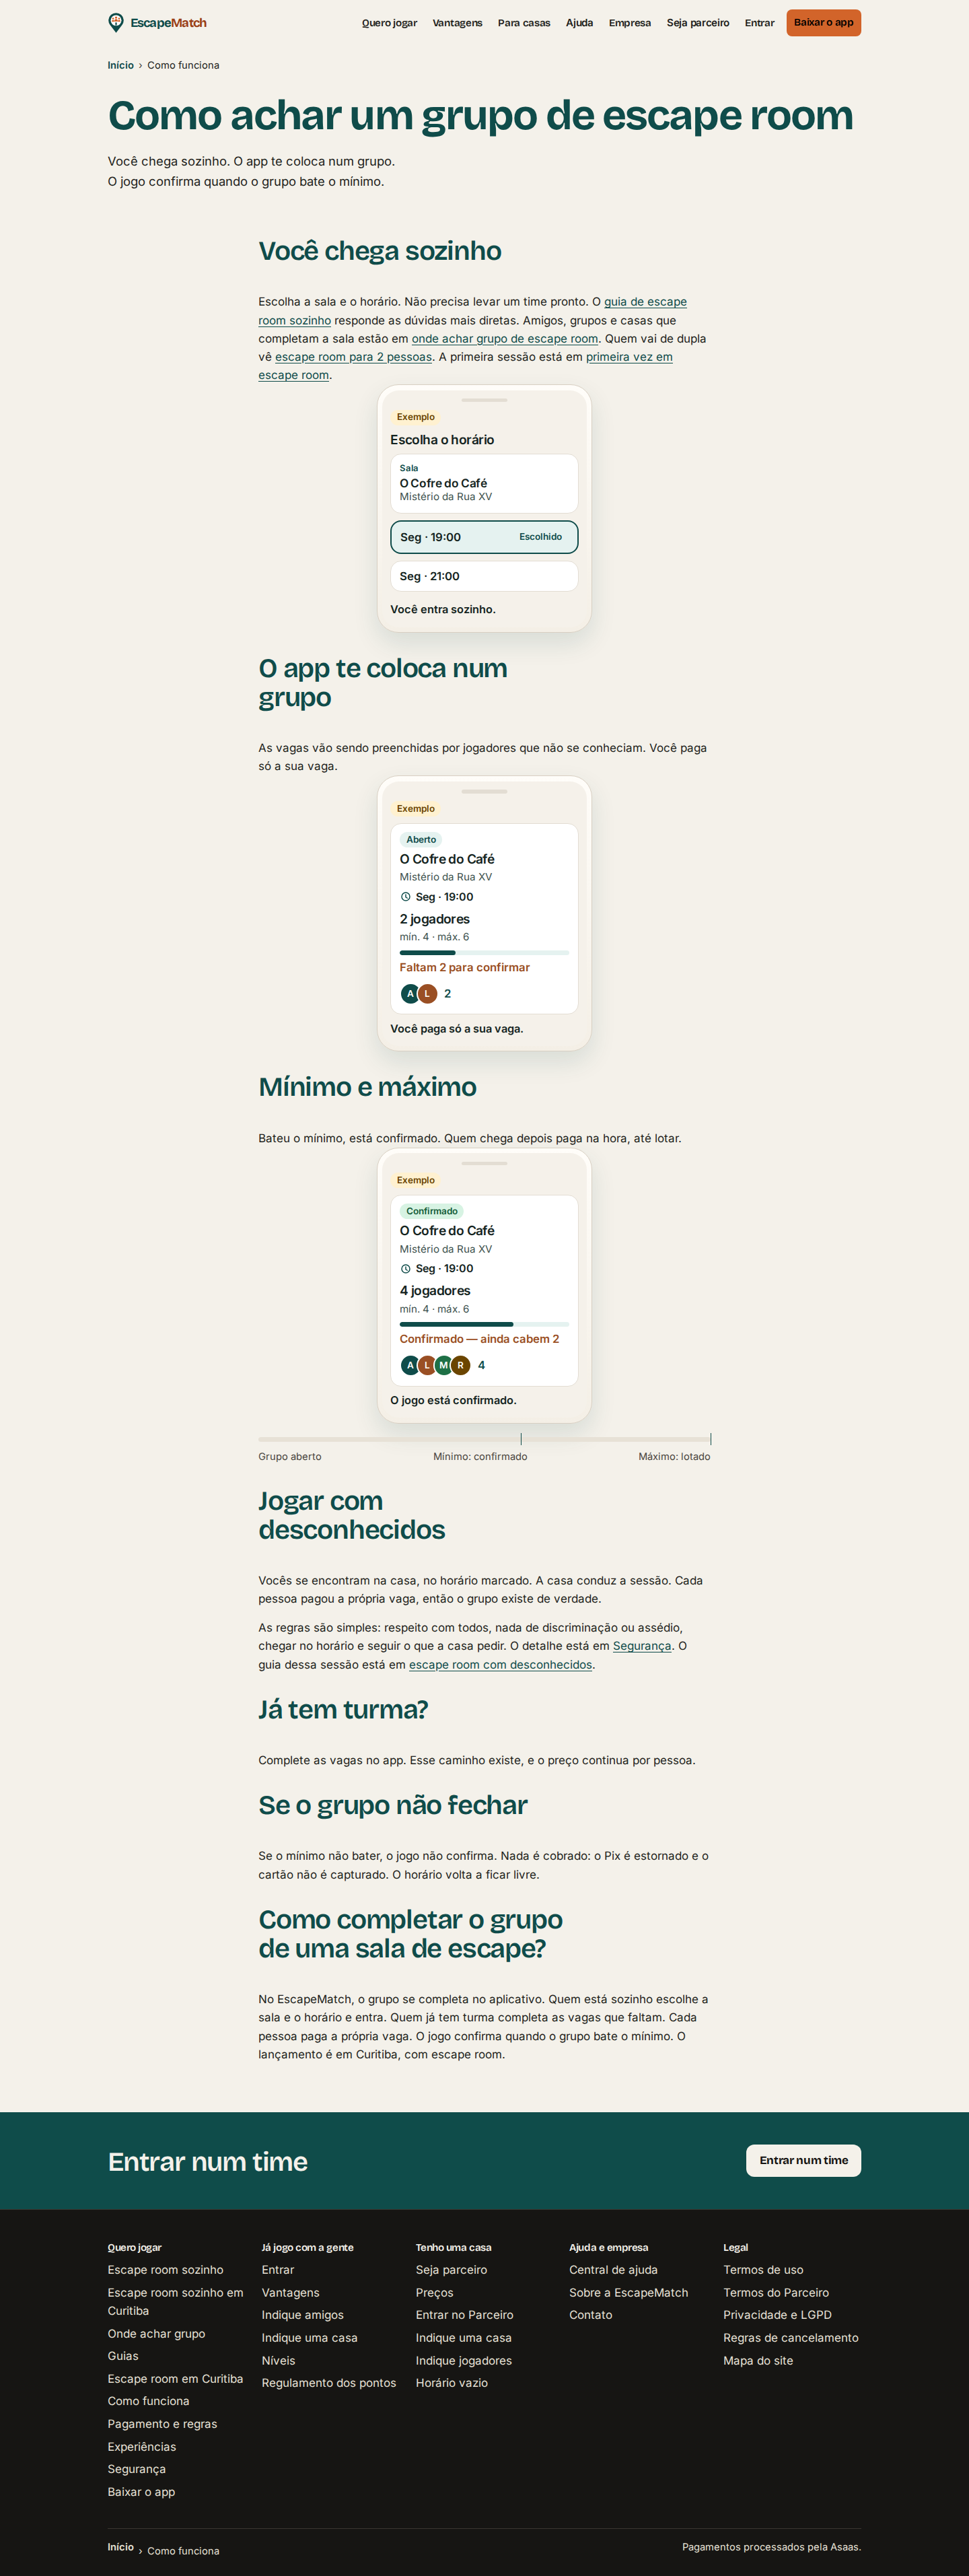 EscapeMatch
Quero jogar
Vantagens
Para casas
Ajuda
Empresa
Seja parceiro
Entrar
Baixar o app
Início › Como funciona
Como achar um grupo de escape room
Você chega sozinho. O app te coloca num grupo.
O jogo confirma quando o grupo bate o mínimo.
Você chega sozinho
Escolha a sala e o horário. Não precisa levar um time pronto. O guia de escape
room sozinho responde as dúvidas mais diretas. Amigos, grupos e casas que
completam a sala estão em onde achar grupo de escape room. Quem vai de dupla
vê escape room para 2 pessoas. A primeira sessão está em primeira vez em
escape room.
Exemplo
Escolha o horário
Sala
O Cofre do Café
Mistério da Rua XV
Seg · 19:00 Escolhido
Seg · 21:00
Você entra sozinho.
O app te coloca num
grupo
As vagas vão sendo preenchidas por jogadores que não se conheciam. Você paga
só a sua vaga.
Exemplo
Aberto
O Cofre do Café
Mistério da Rua XV
Seg · 19:00
2 jogadores
mín. 4 · máx. 6
Faltam 2 para confirmar
A L 2
Você paga só a sua vaga.
Mínimo e máximo
Bateu o mínimo, está confirmado. Quem chega depois paga na hora, até lotar.
Exemplo
Confirmado
O Cofre do Café
Mistério da Rua XV
Seg · 19:00
4 jogadores
mín. 4 · máx. 6
Confirmado — ainda cabem 2
A L M R 4
O jogo está confirmado.
Grupo aberto
Mínimo: confirmado
Máximo: lotado
Jogar com
desconhecidos
Vocês se encontram na casa, no horário marcado. A casa conduz a sessão. Cada
pessoa pagou a própria vaga, então o grupo existe de verdade.
As regras são simples: respeito com todos, nada de discriminação ou assédio,
chegar no horário e seguir o que a casa pedir. O detalhe está em Segurança. O
guia dessa sessão está em escape room com desconhecidos.
Já tem turma?
Complete as vagas no app. Esse caminho existe, e o preço continua por pessoa.
Se o grupo não fechar
Se o mínimo não bater, o jogo não confirma. Nada é cobrado: o Pix é estornado e o
cartão não é capturado. O horário volta a ficar livre.
Como completar o grupo
de uma sala de escape?
No EscapeMatch, o grupo se completa no aplicativo. Quem está sozinho escolhe a
sala e o horário e entra. Quem já tem turma completa as vagas que faltam. Cada
pessoa paga a própria vaga. O jogo confirma quando o grupo bate o mínimo. O
lançamento é em Curitiba, com escape room.
Entrar num time
Entrar num time
Quero jogar
Escape room sozinho
Escape room sozinho em
Curitiba
Onde achar grupo
Guias
Escape room em Curitiba
Como funciona
Pagamento e regras
Experiências
Segurança
Baixar o app
Já jogo com a gente
Entrar
Vantagens
Indique amigos
Indique uma casa
Níveis
Regulamento dos pontos
Tenho uma casa
Seja parceiro
Preços
Entrar no Parceiro
Indique uma casa
Indique jogadores
Horário vazio
Ajuda e empresa
Central de ajuda
Sobre a EscapeMatch
Contato
Legal
Termos de uso
Termos do Parceiro
Privacidade e LGPD
Regras de cancelamento
Mapa do site
Início › Como funciona
Pagamentos processados pela Asaas.